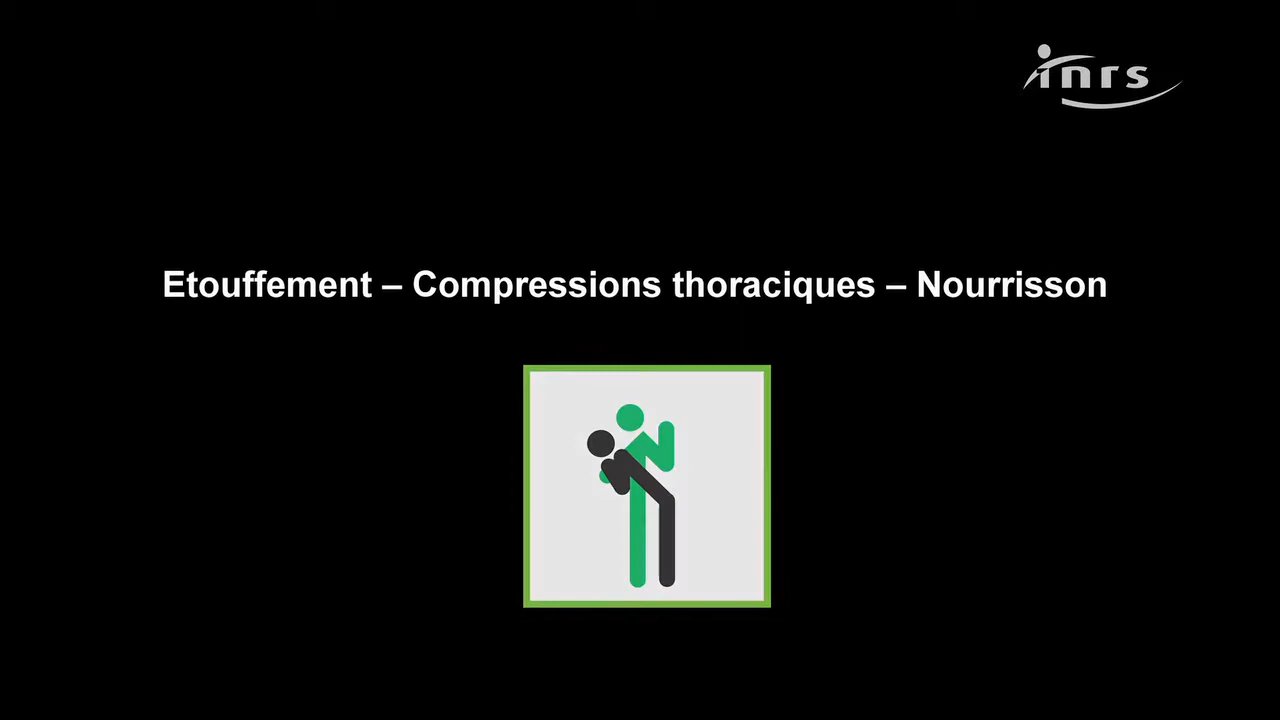 inrs
Etouffement – Compressions thoraciques – Nourrisson